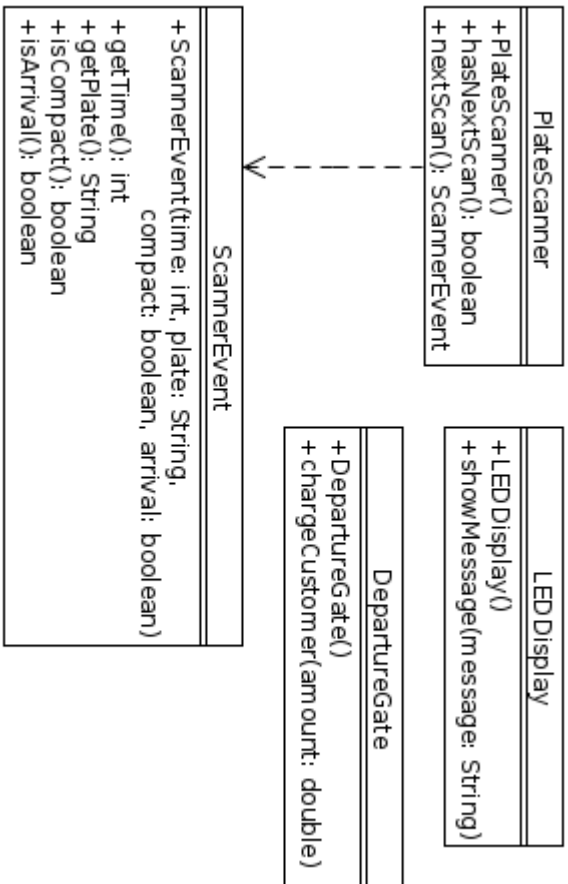 PlateScanner
+PlateScanner()
+hasNextScan(): boolean
+nextScan(): ScannerEvent
LEDDisplay
+LEDDisplay()
+showMessage(message: String)
ScannerEvent
+ScannerEvent(time: int, plate: String,
compact: boolean, arrival: boolean)
+getTime(): int
+getPlate(): String
+isCompact(): boolean
+isArrival(): boolean
DepartureGate
+DepartureGate()
+chargeCustomer(amount: double)